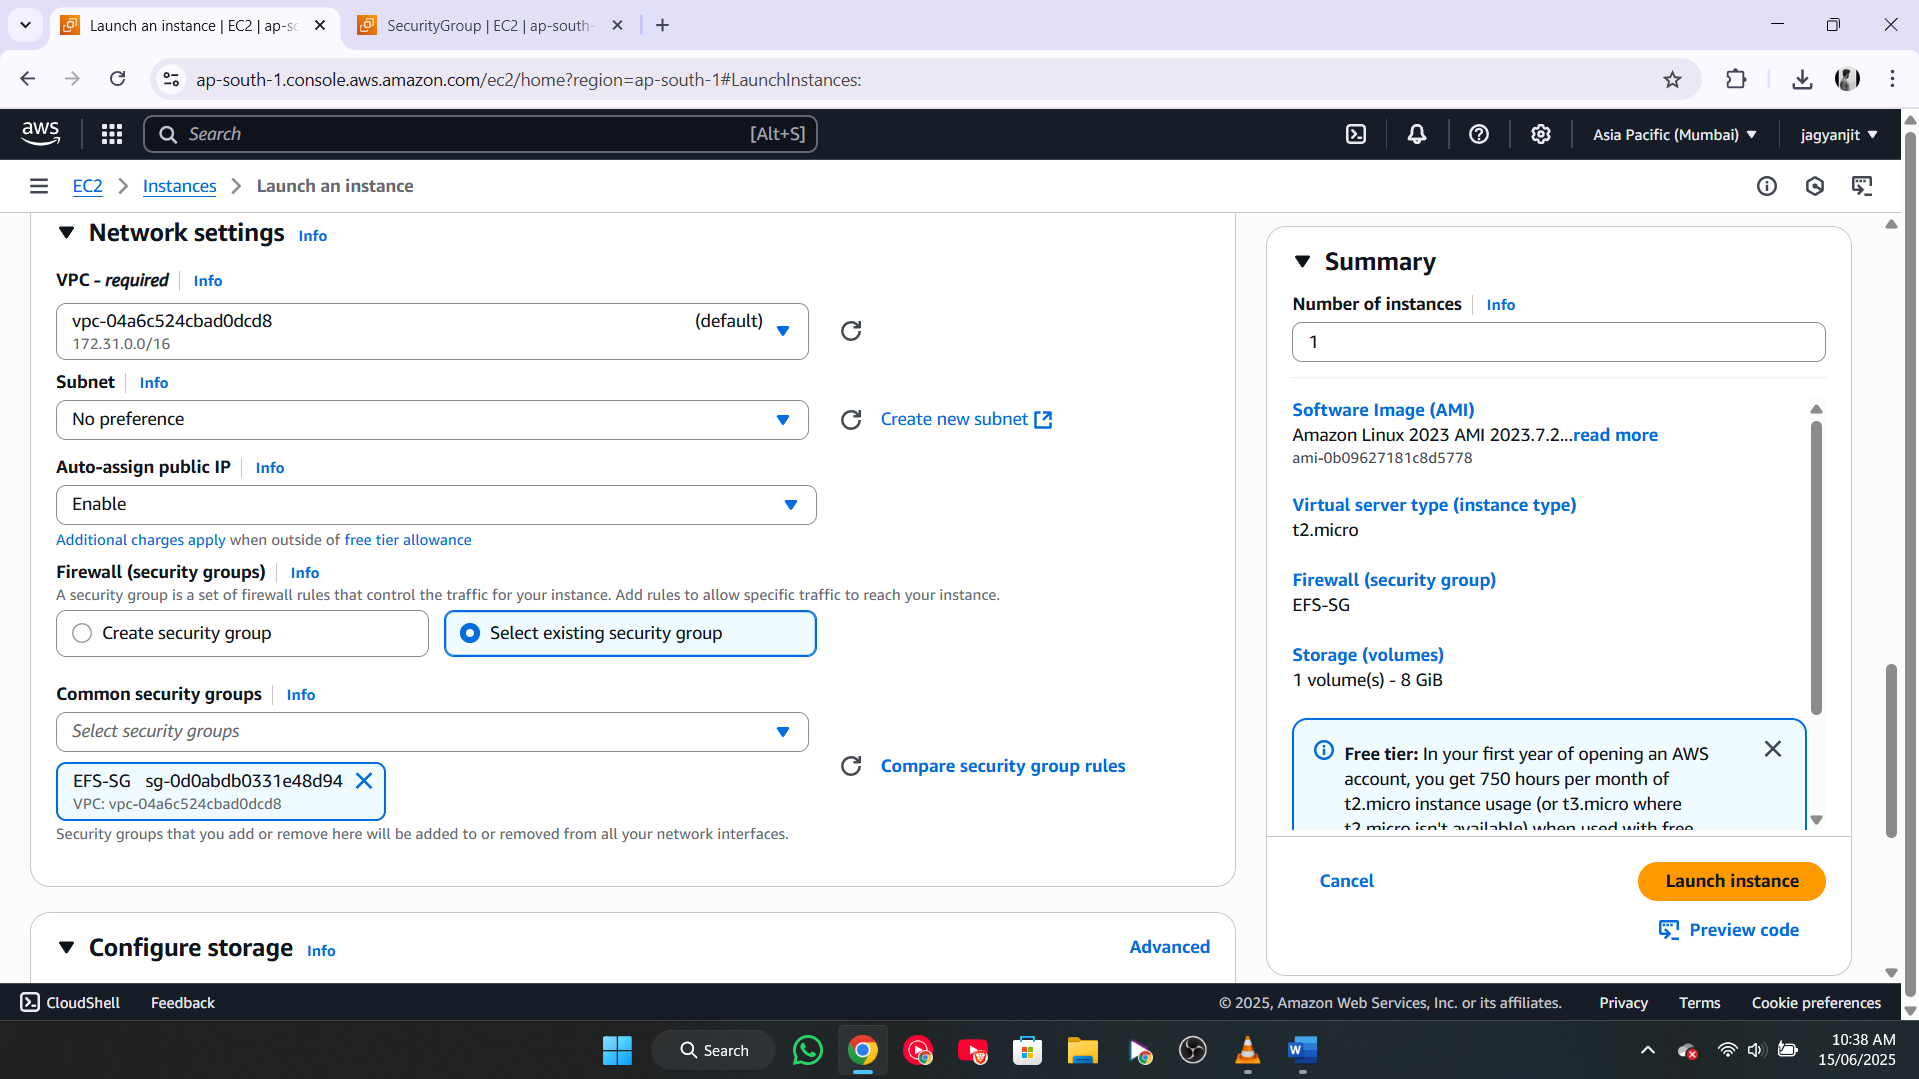 Launch an instance | EC2 | ap-sc
SecurityGroup | EC2 | ap-south-
ap-south-1.console.aws.amazon.com/ec2/home?region=ap-south-1#LaunchInstances:
aws
Search
[Alt+S]
Asia Pacific (Mumbai)
jagyanjit
EC2
Instances
Launch an instance
Network settings
Info
VPC - required
Info
vpc-04a6c524cbad0dcd8
(default)
172.31.0.0/16
Subnet
Info
No preference
Create new subnet
Auto-assign public IP
Info
Enable
Additional charges apply when outside of free tier allowance
Firewall (security groups)
Info
A security group is a set of firewall rules that control the traffic for your instance. Add rules to allow specific traffic to reach your instance.
Create security group
Select existing security group
Common security groups
Info
Select security groups
EFS-SG sg-0d0abdb0331e48d94
VPC: vpc-04a6c524cbad0dcd8
Compare security group rules
Security groups that you add or remove here will be added to or removed from all your network interfaces.
Configure storage
Info
Advanced
Summary
Number of instances
Info
1
Software Image (AMI)
Amazon Linux 2023 AMI 2023.7.2...read more
ami-0b09627181c8d5778
Virtual server type (instance type)
t2.micro
Firewall (security group)
EFS-SG
Storage (volumes)
1 volume(s) - 8 GiB
Free tier: In your first year of opening an AWS
account, you get 750 hours per month of
t2.micro instance usage (or t3.micro where
t2.micro isn't available) when used with free
Cancel
Launch instance
Preview code
CloudShell
Feedback
© 2025, Amazon Web Services, Inc. or its affiliates.
Privacy
Terms
Cookie preferences
Search
10:38 AM
15/06/2025